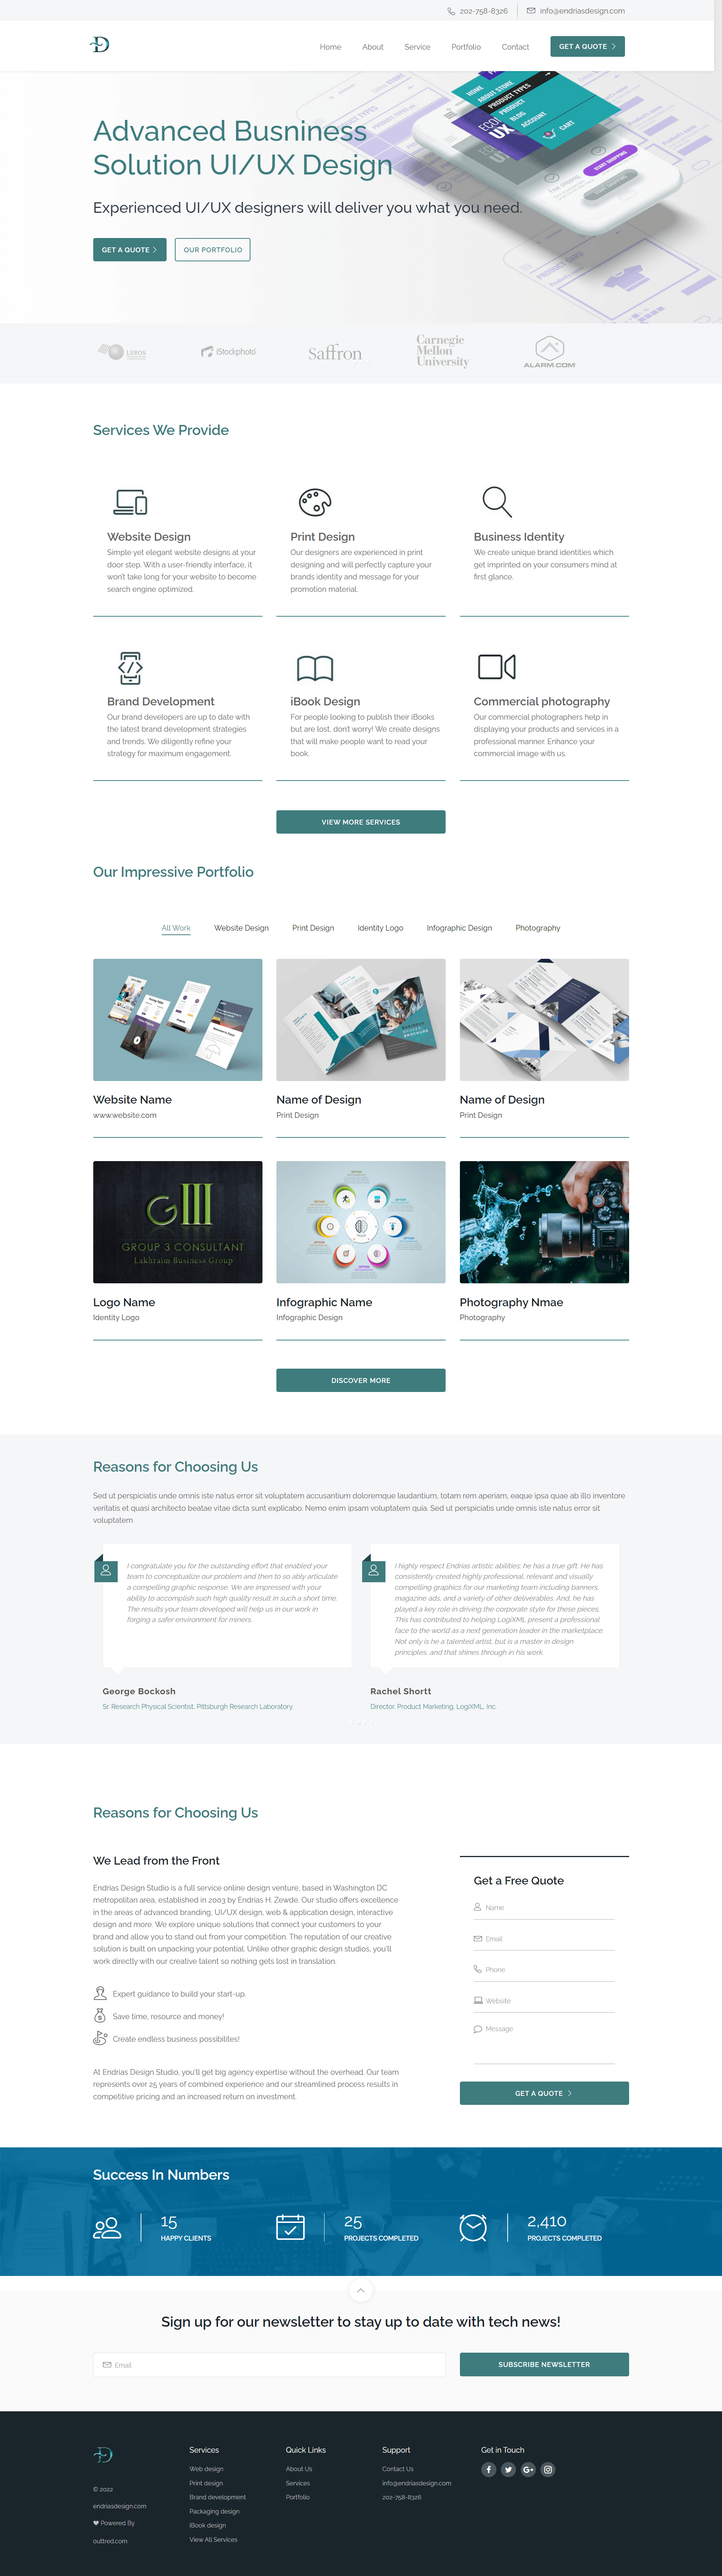 202-758-8326
info@endriasdesign.com
Home
About
Service
Portfolio
Contact
GET A QUOTE
Advanced Busniness
Solution UI/UX Design
Experienced UI/UX designers will deliver you what you need.
GET A QUOTE
OUR PORTFOLIO
HOME
ABOUT STORE
PRODUCT TYPES
PRODUCT
BLOG
ACCOUNT
CART
UX
START SHOPPING
PRODUCT CARD
LEROS
iStockphoto
Saffron
Carnegie
Mellon
University
ALARM.COM
Services We Provide
Website Design
Simple yet elegant website designs at your
door step. With a user-friendly interface, it
won't take long for your website to become
search engine optimized.
Print Design
Our designers are experienced in print
designing and will perfectly capture your
brands identity and message for your
promotion material.
Business Identity
We create unique brand identities which
get imprinted on your consumers mind at
first glance.
Brand Development
Our brand developers are up to date with
the latest brand development strategies
and trends. We diligently refine your
strategy for maximum engagement.
iBook Design
For people looking to publish their iBooks
but are lost, don't worry! We create designs
that will make people want to read your
book.
Commercial photography
Our commercial photographers help in
displaying your products and services in a
professional manner. Enhance your
commercial image with us.
VIEW MORE SERVICES
Our Impressive Portfolio
All Work
Website Design
Print Design
Identity Logo
Infographic Design
Photography
Website Name
www.website.com
Name of Design
Print Design
Name of Design
Print Design
GROUP 3 CONSULTANT
Lakhraim Business Group
Logo Name
Identity Logo
Infographic Name
Infographic Design
Photography Nmae
Photography
DISCOVER MORE
Reasons for Choosing Us
Sed ut perspiciatis unde omnis iste natus error sit voluptatem accusantium doloremque laudantium, totam rem aperiam, eaque ipsa quae ab illo inventore
veritatis et quasi architecto beatae vitae dicta sunt explicabo. Nemo enim ipsam voluptatem quia. Sed ut perspiciatis unde omnis iste natus error sit
voluptatem
I congratulate you for the outstanding effort that enabled your
team to conceptualize our problem and then to so ably articulate
a compelling graphic response. We are impressed with your
ability to accomplish such high quality result in such a short time.
The results your team developed will help us in our work in
forging a safer environment for miners.
George Bockosh
Sr. Research Physical Scientist, Pittsburgh Research Laboratory
I highly respect Endrias artistic abilities; he has a true gift. He has
consistently created highly professional, relevant and visually
compelling graphics for our marketing team including banners,
magazine ads, and a variety of other deliverables. And, he has
played a key role in driving the corporate style for these pieces.
This has contributed to helping LogiXML present a professional
face to the world as a next generation leader in the marketplace.
Not only is he a talented artist, but is a master in design
principles, and that shines through in his work.
Rachel Shortt
Director, Product Marketing, LogiXML, Inc.
Reasons for Choosing Us
We Lead from the Front
Endrias Design Studio is a full service online design venture, based in Washington DC
metropolitan area, established in 2003 by Endrias H. Zewde. Our studio offers excellence
in the areas of advanced branding, UI/UX design, web & application design, interactive
design and more. We explore unique solutions that connect your customers to your
brand and allow you to stand out from your competition. The reputation of our creative
solution is built on unpacking your potential. Unlike other graphic design studios, you'll
work directly with our creative talent so nothing gets lost in translation.
Expert guidance to build your start-up.
Save time, resource and money!
Create endless business possibilites!
At Endrias Design Studio, you'll get big agency expertise without the overhead. Our team
represents over 25 years of combined experience and our streamlined process results in
competitive pricing and an increased return on investment.
Get a Free Quote
Name
Email
Phone
Website
Message
GET A QUOTE
Success In Numbers
15
HAPPY CLIENTS
25
PROJECTS COMPLETED
2,410
PROJECTS COMPLETED
Sign up for our newsletter to stay up to date with tech news!
Email
SUBSCRIBE NEWSLETTER
© 2022
endriasdesign.com
Powered By
outtred.com
Services
Web design
Print design
Brand development
Packaging design
iBook design
View All Services
Quick Links
About Us
Services
Portfolio
Support
Contact Us
info@endriasdesign.com
202-758-8326
Get in Touch